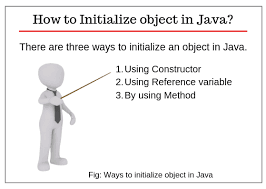 How to Initialize object in Java?
There are three ways to initialize an object in Java.
1.Using Constructor
2.Using Reference variable
3.By using Method
Fig: Ways to initialize object in Java